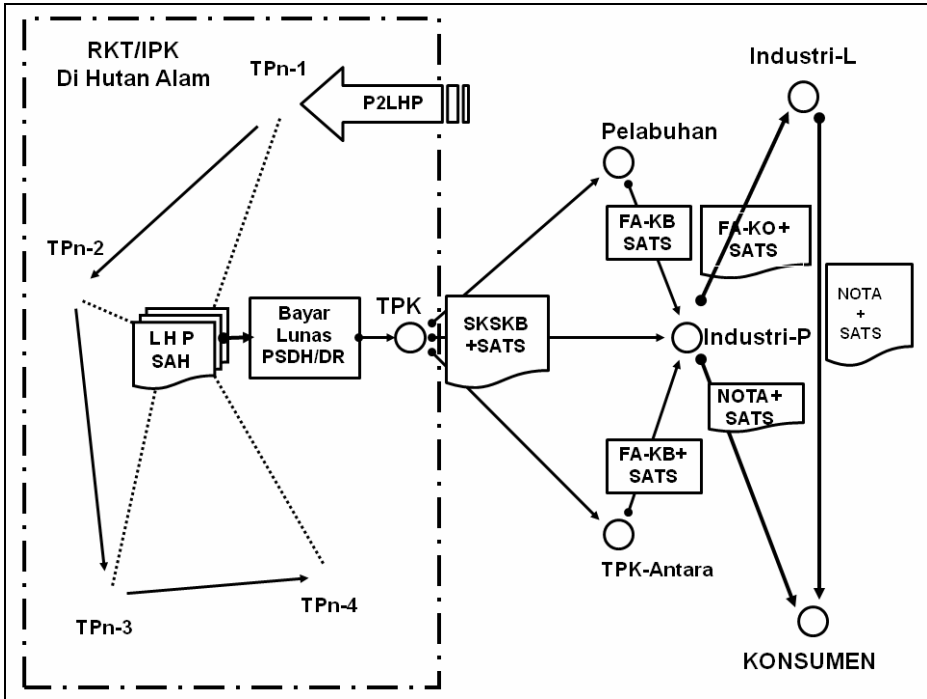 RKT/IPK
Di Hutan Alam
TPn-1
P2LHP
TPn-2
L H P
SAH
Bayar
Lunas
PSDH/DR
TPK
TPn-3
TPn-4
SKSKB
+SATS
Pelabuhan
FA-KB
SATS
Industri-L
FA-KO+
SATS
NOTA
+
SATS
Industri-P
NOTA+
SATS
FA-KB+
SATS
TPK-Antara
KONSUMEN